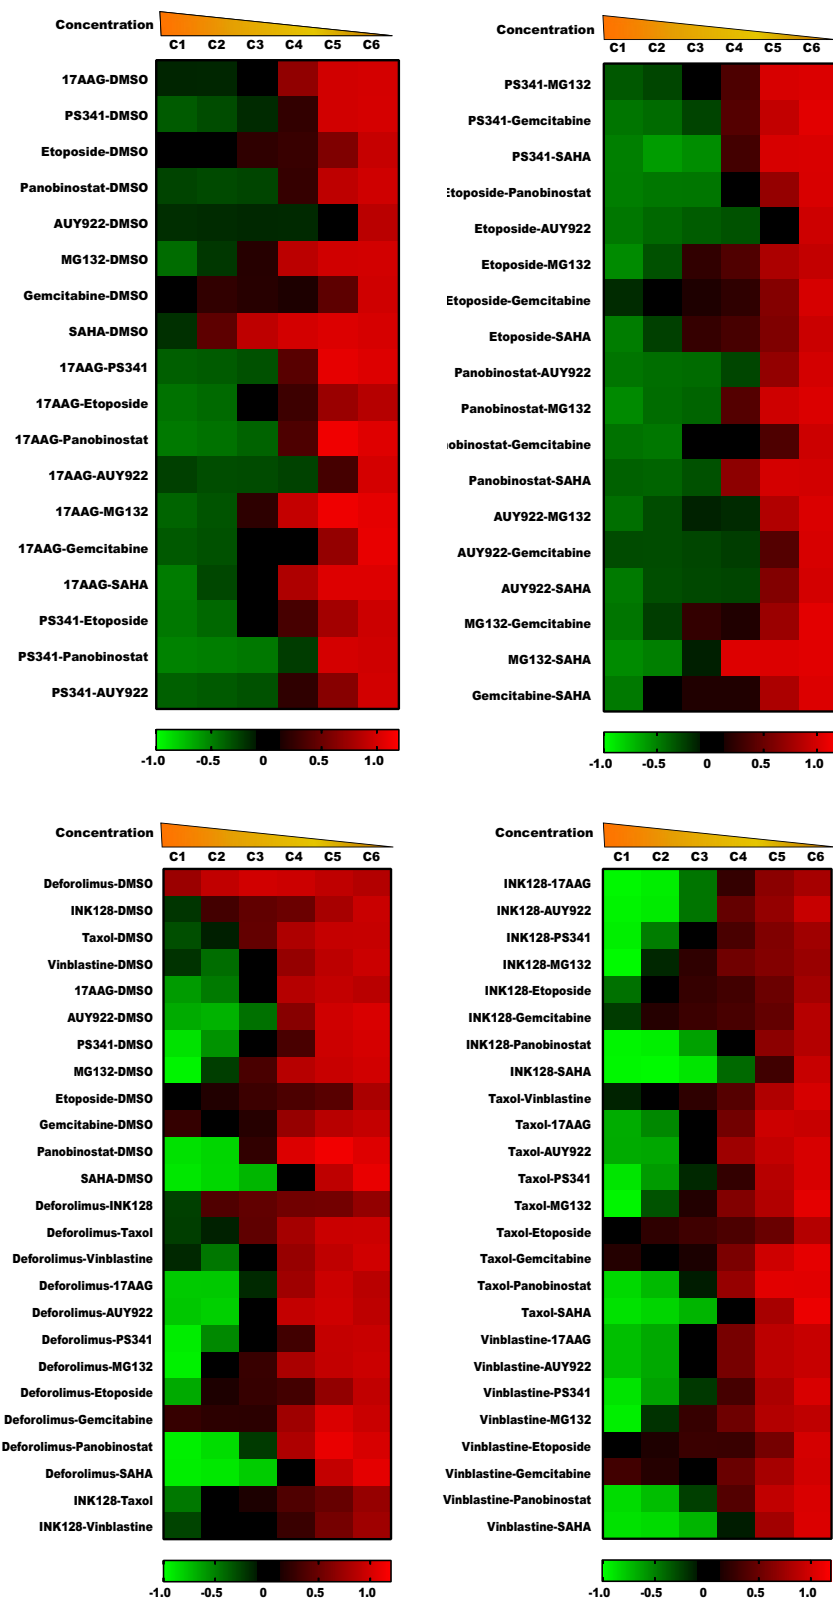 Concentration
C1 C2 C3 C4 C5 C6
17AAG-DMSO
PS341-DMSO
Etoposide-DMSO
Panobinostat-DMSO
AUY922-DMSO
MG132-DMSO
Gemcitabine-DMSO
SAHA-DMSO
17AAG-PS341
17AAG-Etoposide
17AAG-Panobinostat
17AAG-AUY922
17AAG-MG132
17AAG-Gemcitabine
17AAG-SAHA
PS341-Etoposide
PS341-Panobinostat
PS341-AUY922
-1.0 -0.5 0 0.5 1.0
Concentration
C1 C2 C3 C4 C5 C6
PS341-MG132
PS341-Gemcitabine
PS341-SAHA
Etoposide-Panobinostat
Etoposide-AUY922
Etoposide-MG132
Etoposide-Gemcitabine
Etoposide-SAHA
Panobinostat-AUY922
Panobinostat-MG132
obinostat-Gemcitabine
Panobinostat-SAHA
AUY922-MG132
AUY922-Gemcitabine
AUY922-SAHA
MG132-Gemcitabine
MG132-SAHA
Gemcitabine-SAHA
-1.0 -0.5 0 0.5 1.0
Concentration
C1 C2 C3 C4 C5 C6
Deforolimus-DMSO
INK128-DMSO
Taxol-DMSO
Vinblastine-DMSO
17AAG-DMSO
AUY922-DMSO
PS341-DMSO
MG132-DMSO
Etoposide-DMSO
Gemcitabine-DMSO
Panobinostat-DMSO
SAHA-DMSO
Deforolimus-INK128
Deforolimus-Taxol
Deforolimus-Vinblastine
Deforolimus-17AAG
Deforolimus-AUY922
Deforolimus-PS341
Deforolimus-MG132
Deforolimus-Etoposide
Deforolimus-Gemcitabine
Deforolimus-Panobinostat
Deforolimus-SAHA
INK128-Taxol
INK128-Vinblastine
-1.0 -0.5 0 0.5 1.0
Concentration
C1 C2 C3 C4 C5 C6
INK128-17AAG
INK128-AUY922
INK128-PS341
INK128-MG132
INK128-Etoposide
INK128-Gemcitabine
INK128-Panobinostat
INK128-SAHA
Taxol-Vinblastine
Taxol-17AAG
Taxol-AUY922
Taxol-PS341
Taxol-MG132
Taxol-Etoposide
Taxol-Gemcitabine
Taxol-Panobinostat
Taxol-SAHA
Vinblastine-17AAG
Vinblastine-AUY922
Vinblastine-PS341
Vinblastine-MG132
Vinblastine-Etoposide
Vinblastine-Gemcitabine
Vinblastine-Panobinostat
Vinblastine-SAHA
-1.0 -0.5 0 0.5 1.0